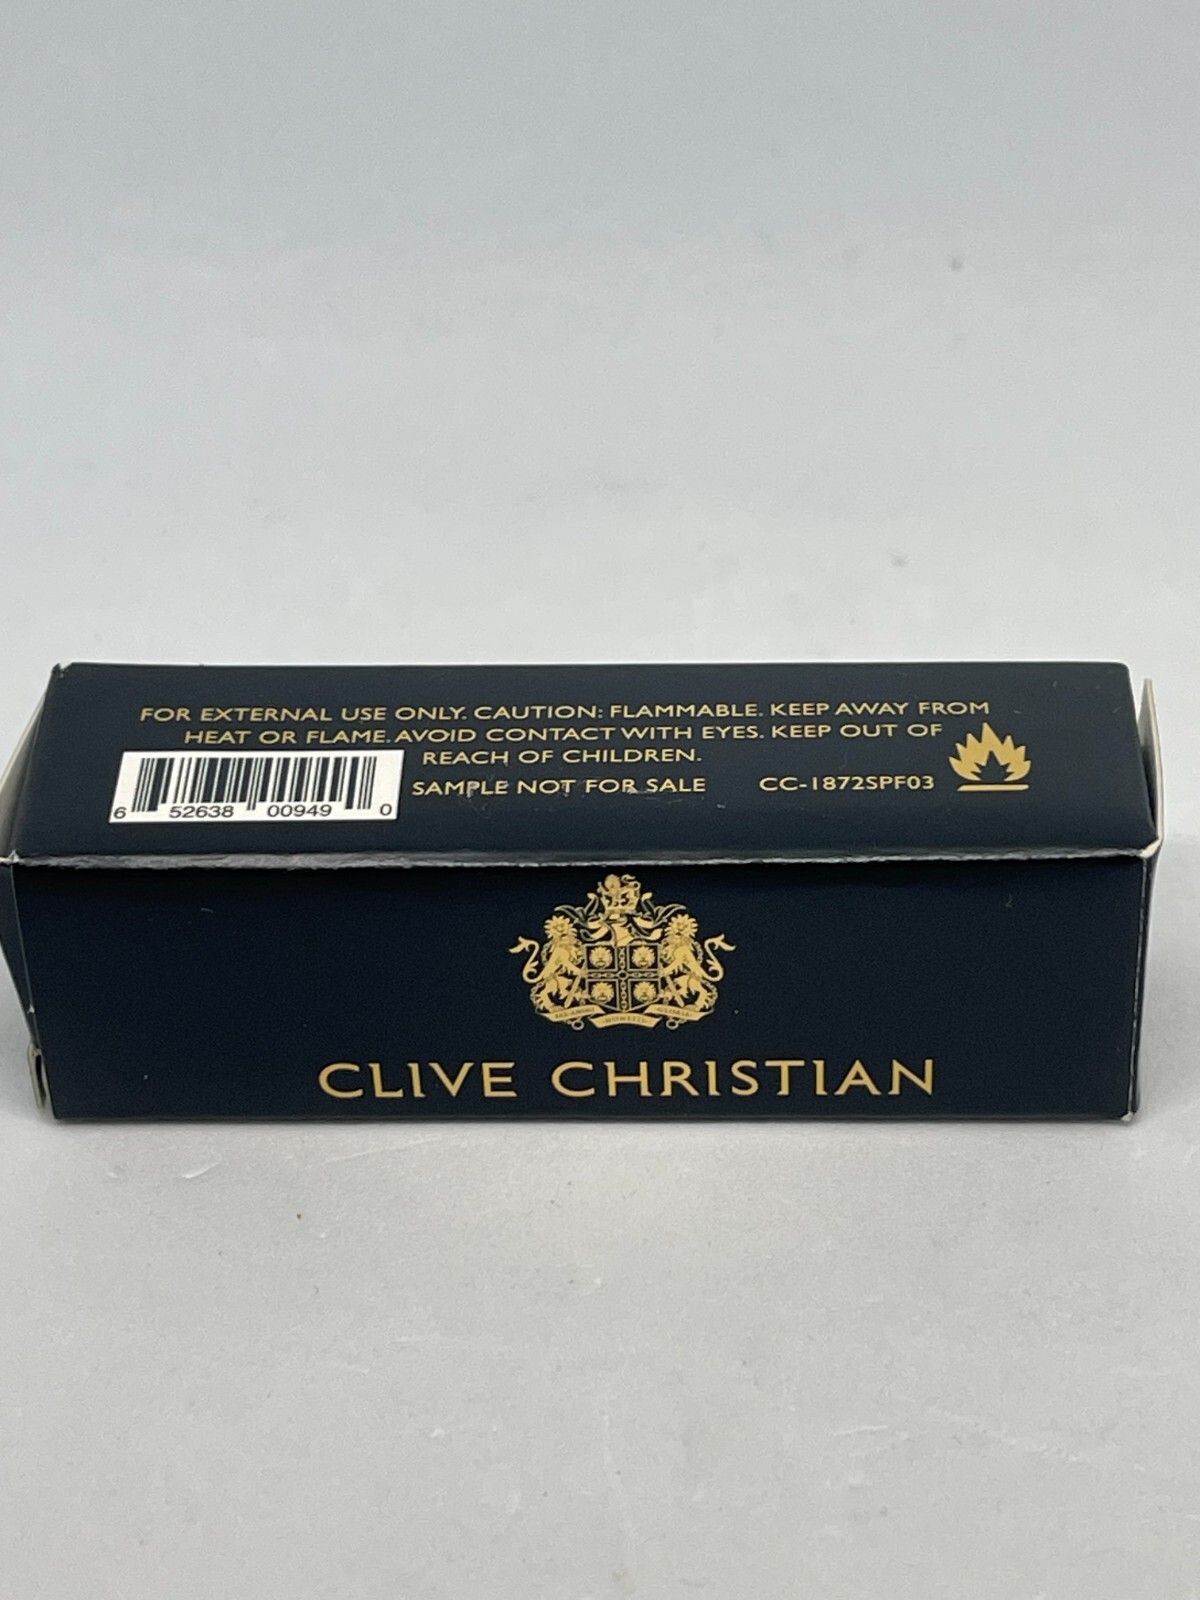 FOR EXTERNAL USE ONLY. CAUTION: FLAMMABLE. KEEP AWAY FROM
HEAT OR FLAME. AVOID CONTACT WITH EYES. KEEP OUT OF
REACH OF CHILDREN.
SAMPLE NOT FOR SALE CC-1872SPF03
6 52638 00949 0
CLIVE CHRISTIAN